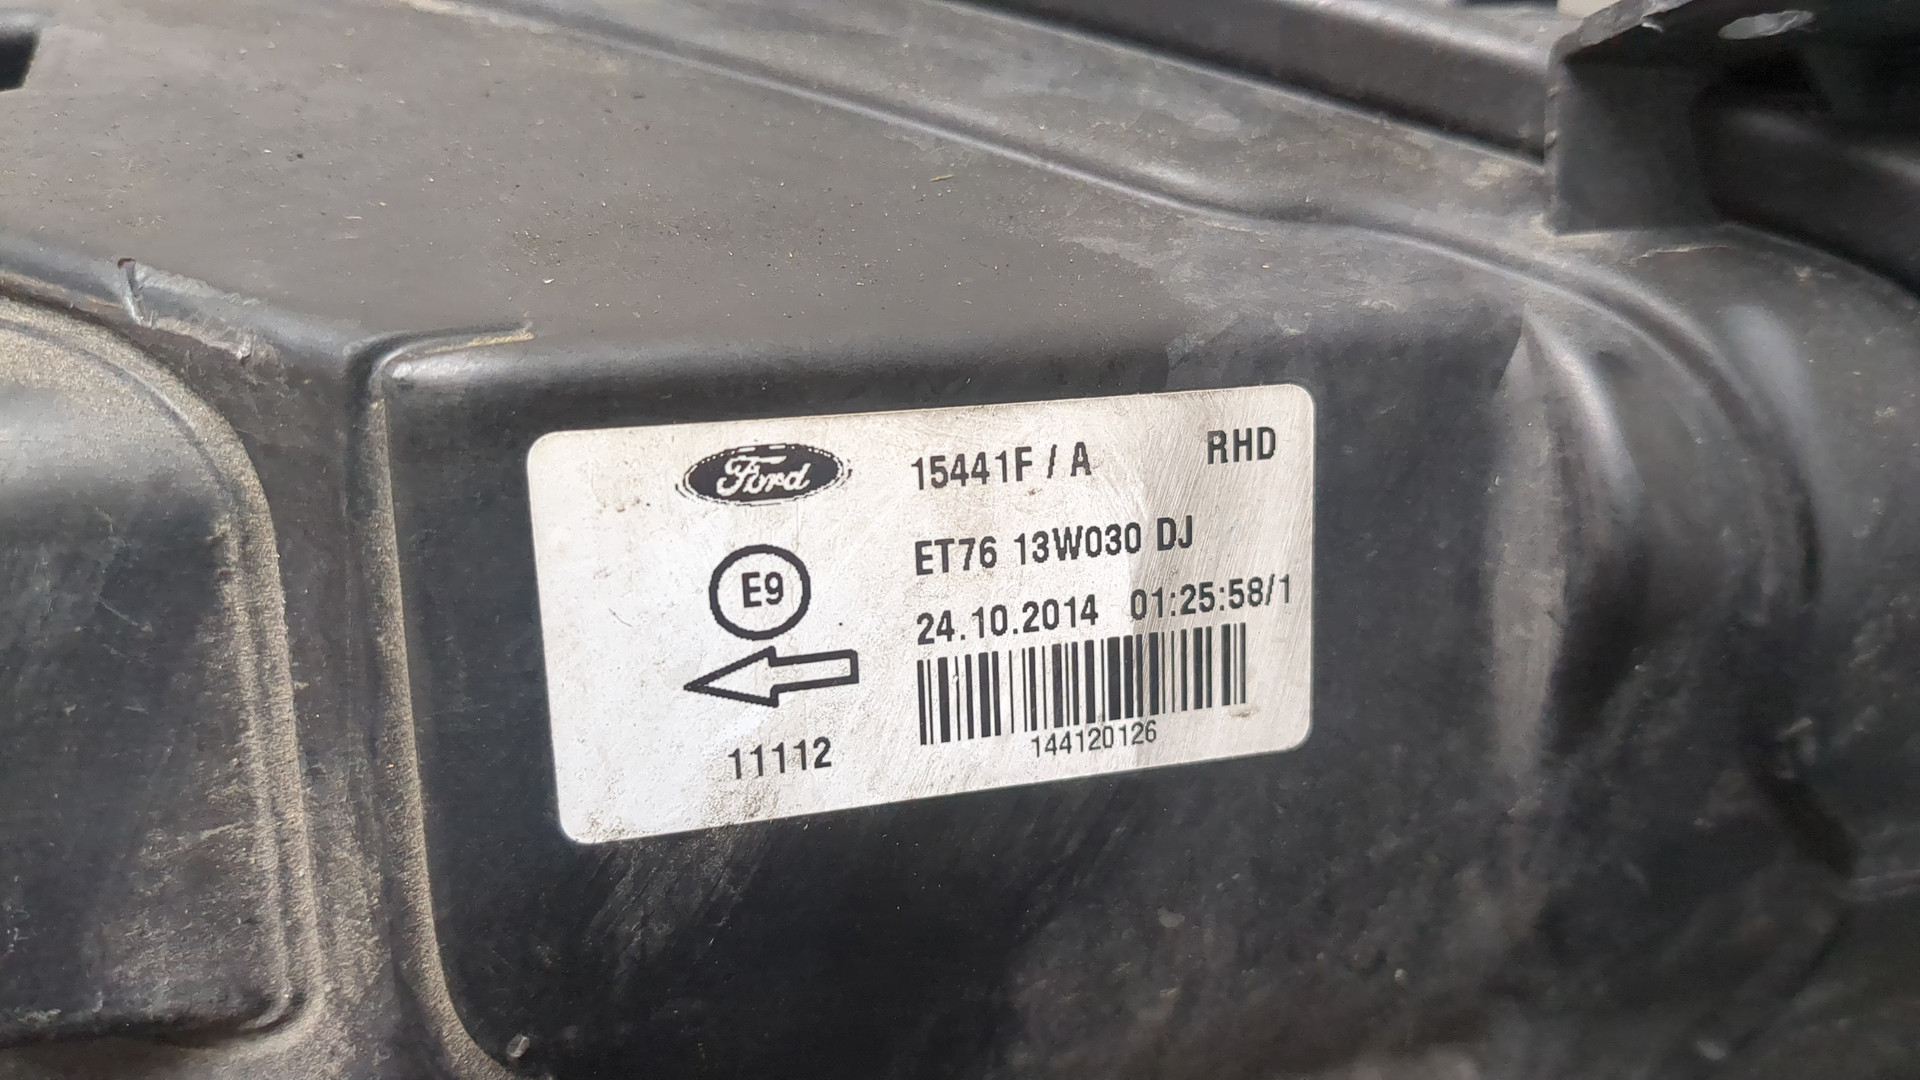 Ford 15441F / A RHD
ET76 13W030 DJ
E9
24.10.2014 01:25:58/1
11112
144120126